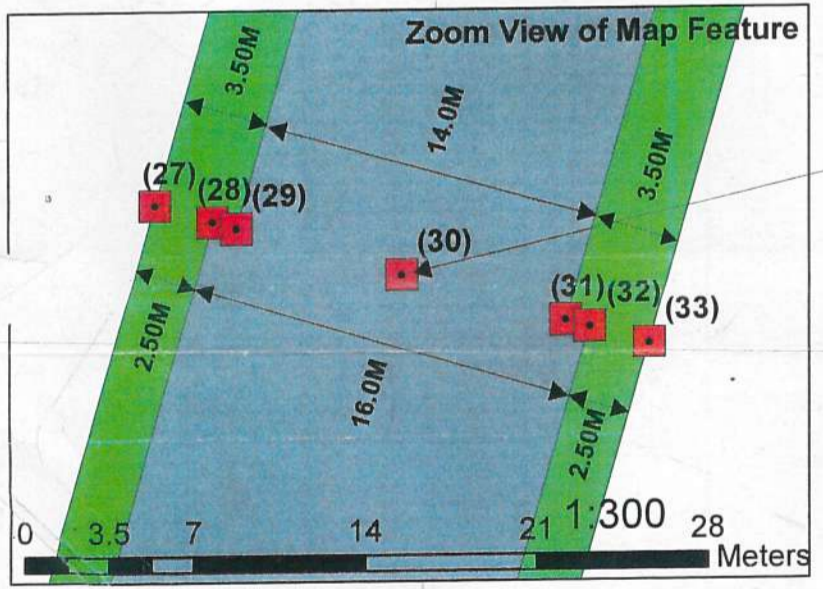 Zoom View of Map Feature
3.50M
14.0M
3.50M
(27)
(28)
(29)
(30)
(31)
(32)
(33)
2.50M
16.0M
2.50M
1:300
0 3.5 7 14 21 28
Meters